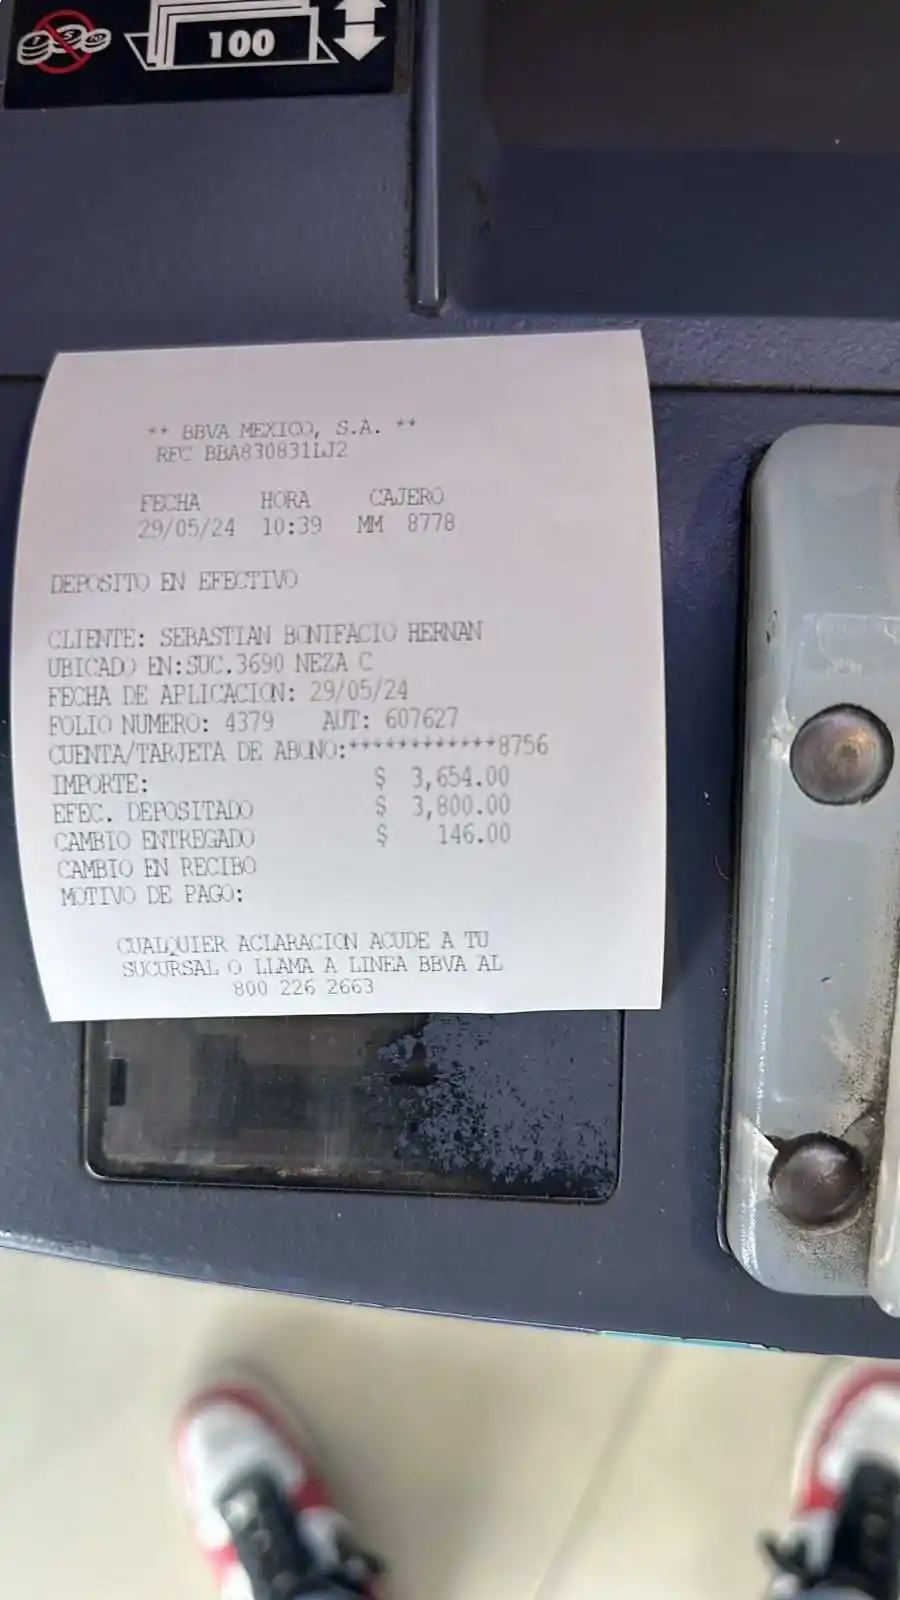 100
** BBVA MEXICO, S.A. **
RFC BBA830831LJ2
FECHA HORA CAJERO
29/05/24 10:39 MM 8778
DEPOSITO EN EFECTIVO
CLIENTE: SEBASTIAN BONIFACIO HERNAN
UBICADO EN:SUC.3690 NEZA C
FECHA DE APLICACION: 29/05/24
FOLIO NUMERO: 4379 AUT: 607627
CUENTA/TARJETA DE ABONO:************8756
IMPORTE: $ 3,654.00
EFEC. DEPOSITADO $ 3,800.00
CAMBIO ENTREGADO $ 146.00
CAMBIO EN RECIBO
MOTIVO DE PAGO:
CUALQUIER ACLARACION ACUDE A TU
SUCURSAL O LLAMA A LINEA BBVA AL
800 226 2663